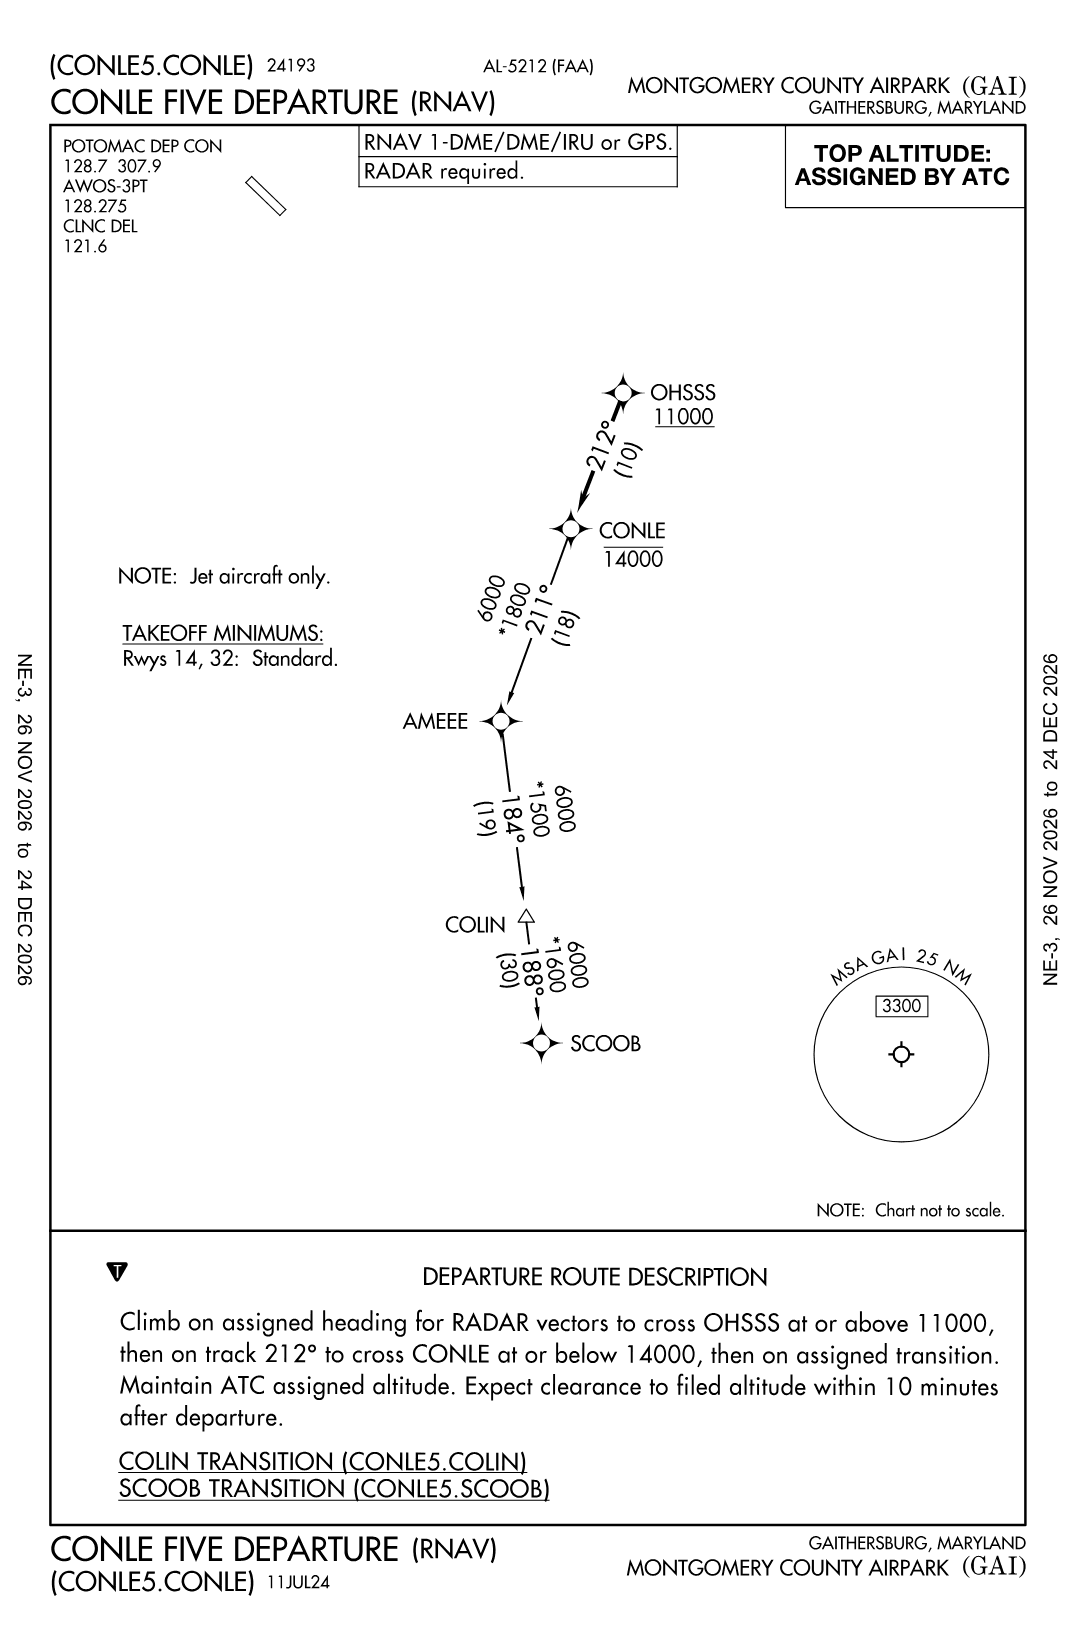 (CONLE5.CONLE) 24193
AL-5212 (FAA)
MONTGOMERY COUNTY AIRPARK (GAI)
CONLE FIVE DEPARTURE (RNAV)
GAITHERSBURG, MARYLAND
POTOMAC DEP CON
128.7 307.9
AWOS-3PT
128.275
CLNC DEL
121.6
RNAV 1-DME/DME/IRU or GPS.
RADAR required.
TOP ALTITUDE:
ASSIGNED BY ATC
OHSSS
11000
212°
(10)
CONLE
14000
NOTE: Jet aircraft only.
6000
*1800
211°
(18)
TAKEOFF MINIMUMS:
Rwys 14, 32: Standard.
AMEEE
6000
*1500
184°
(19)
COLIN
6000
*1600
188°
(30)
SCOOB
MSA GAI 25 NM
3300
NOTE: Chart not to scale.
NE-3, 26 NOV 2026 to 24 DEC 2026
NE-3, 26 NOV 2026 to 24 DEC 2026
T
DEPARTURE ROUTE DESCRIPTION
Climb on assigned heading for RADAR vectors to cross OHSSS at or above 11000,
then on track 212° to cross CONLE at or below 14000, then on assigned transition.
Maintain ATC assigned altitude. Expect clearance to filed altitude within 10 minutes
after departure.
COLIN TRANSITION (CONLE5.COLIN)
SCOOB TRANSITION (CONLE5.SCOOB)
CONLE FIVE DEPARTURE (RNAV)
GAITHERSBURG, MARYLAND
(CONLE5.CONLE) 11JUL24
MONTGOMERY COUNTY AIRPARK (GAI)